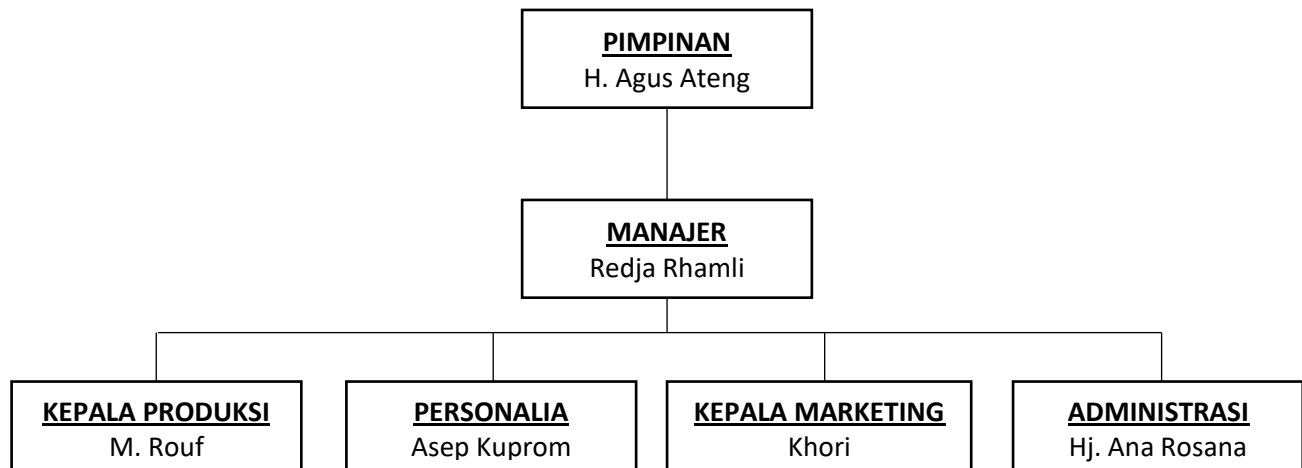 PIMPINAN
H. Agus Ateng
MANAJER
Redja Rhamli
KEPALA PRODUKSI
M. Rouf
PERSONALIA
Asep Kuprom
KEPALA MARKETING
Khori
ADMINISTRASI
Hj. Ana Rosana